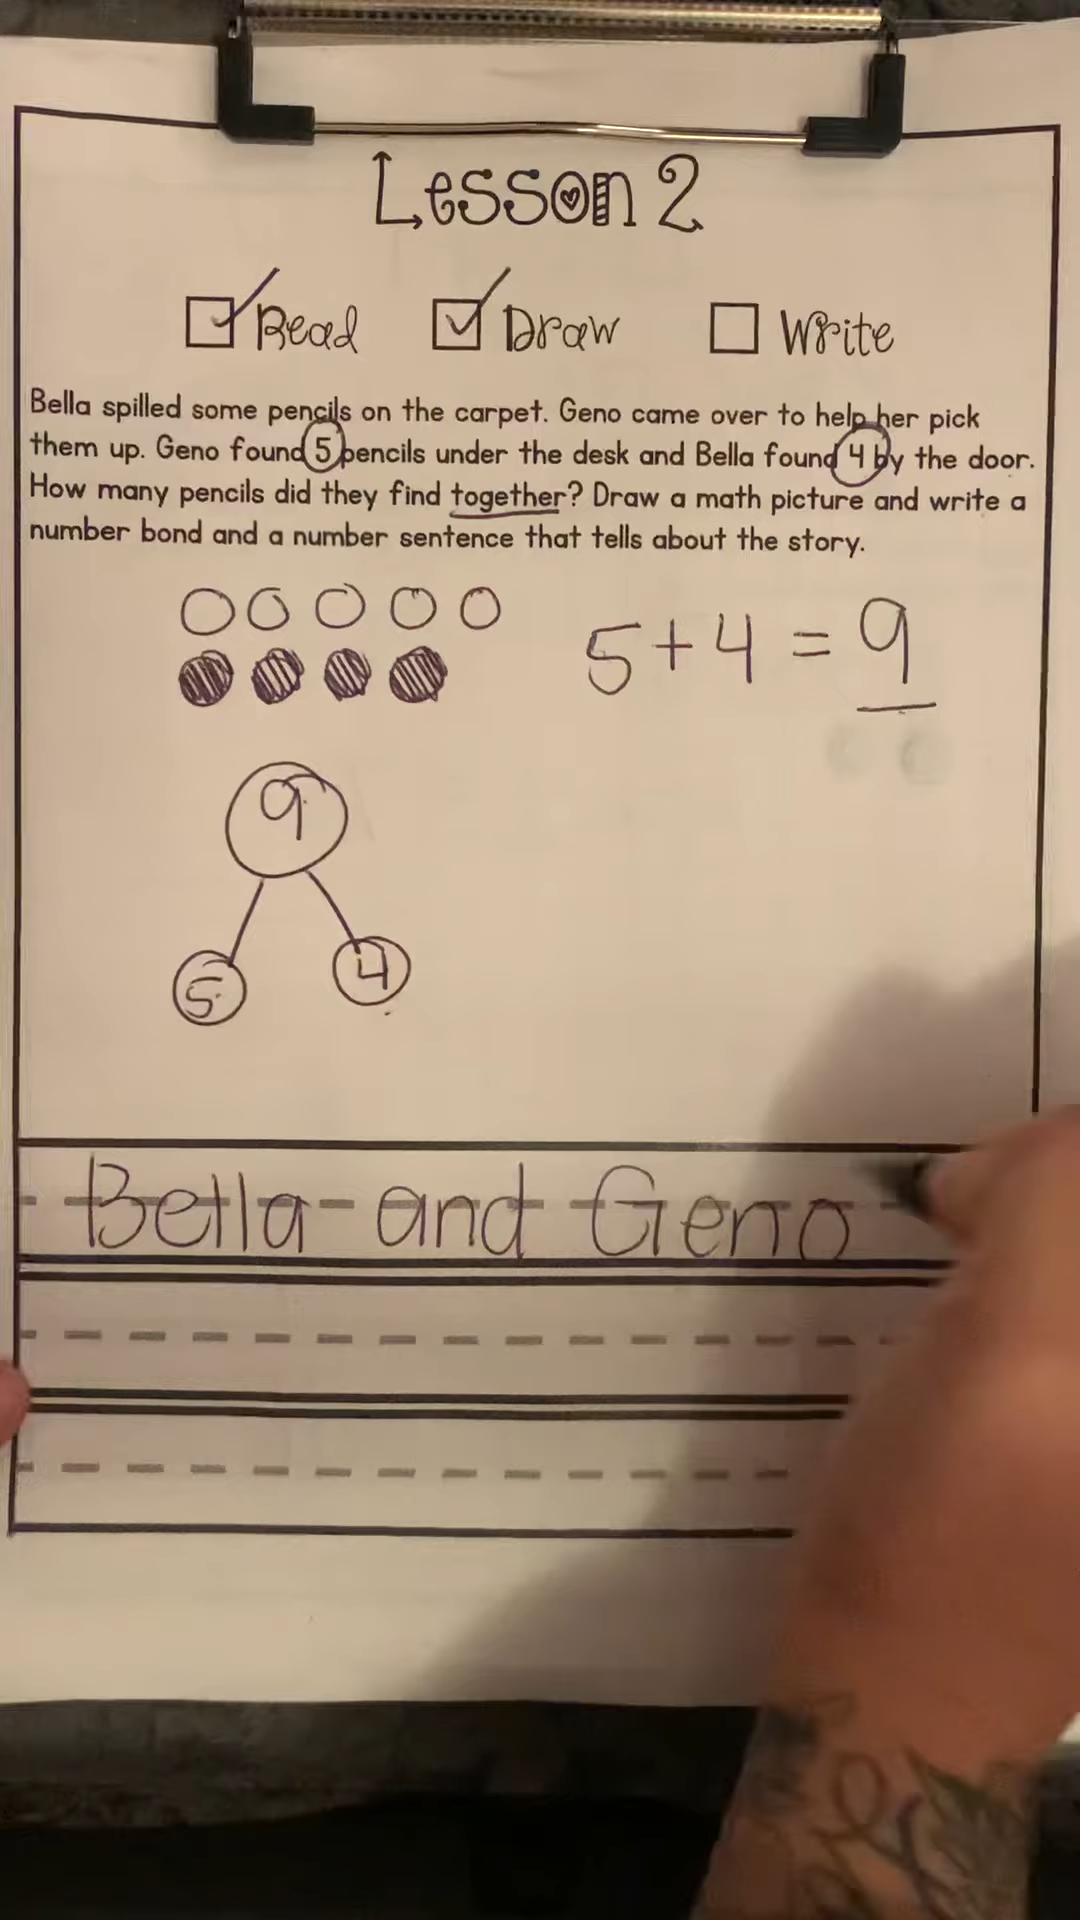 Lesson 2
Read Draw Write
Bella spilled some pencils on the carpet. Geno came over to help her pick
them up. Geno found 5 pencils under the desk and Bella found 4 by the door.
How many pencils did they find together? Draw a math picture and write a
number bond and a number sentence that tells about the story.
5 + 4 = 9
9
5 4
Bella and Geno